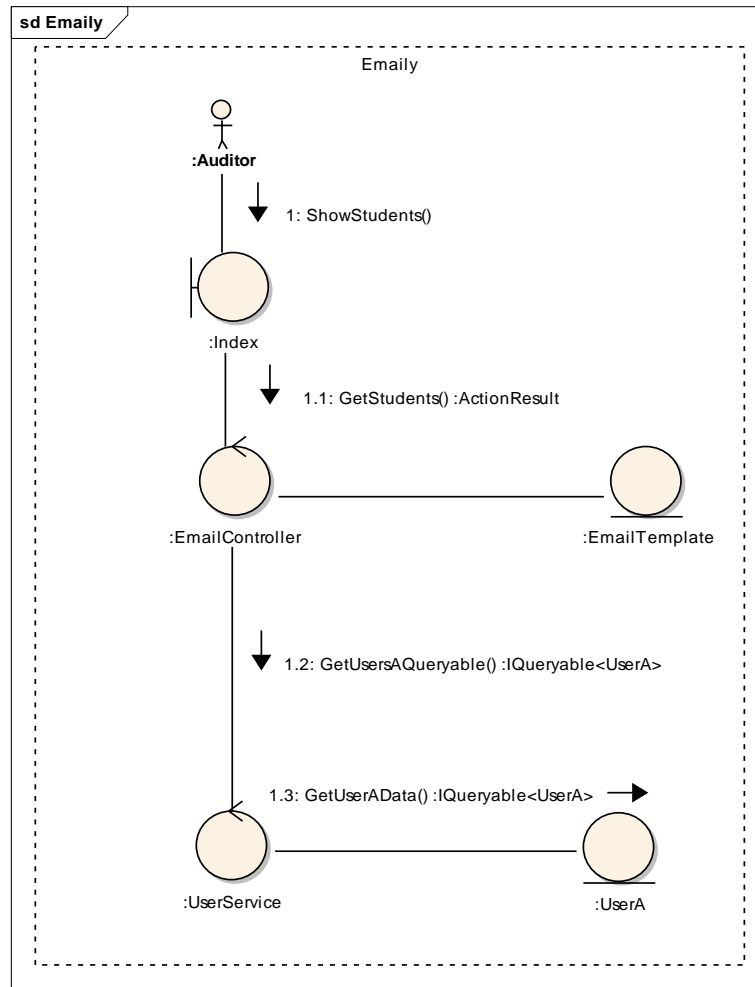 sd Emaily
Emaily
:Auditor
1: ShowStudents()
:Index
1.1: GetStudents() :ActionResult
:EmailController
:EmailTemplate
1.2: GetUsersAQueryable() :IQueryable<UserA>
1.3: GetUserAData() :IQueryable<UserA>
:UserService
:UserA